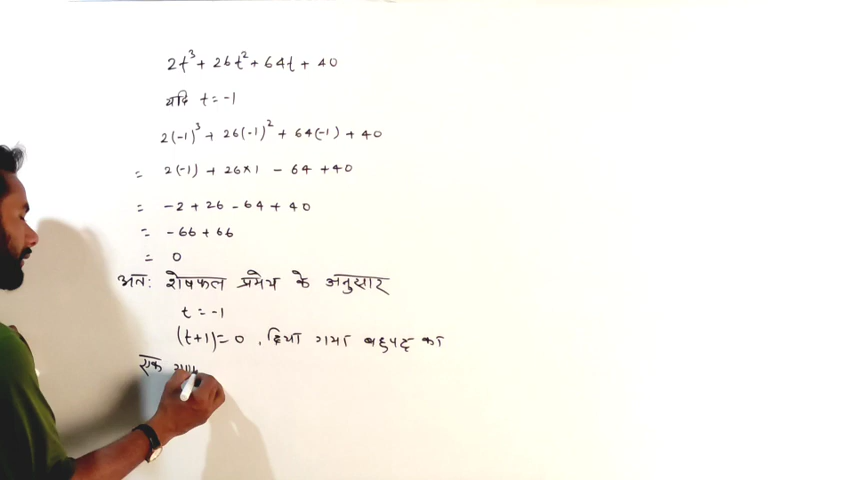 2t³ + 26t² + 64t + 40
यदि t = -1
2(-1)³ + 26(-1)² + 64(-1) + 40
= 2(-1) + 26×1 - 64 + 40
= -2 + 26 - 64 + 40
= -66 + 66
= 0
अतः शेषफल प्रमेय के अनुसार
t = -1
(t+1) = 0 , दिया गया बहुपद का
एक